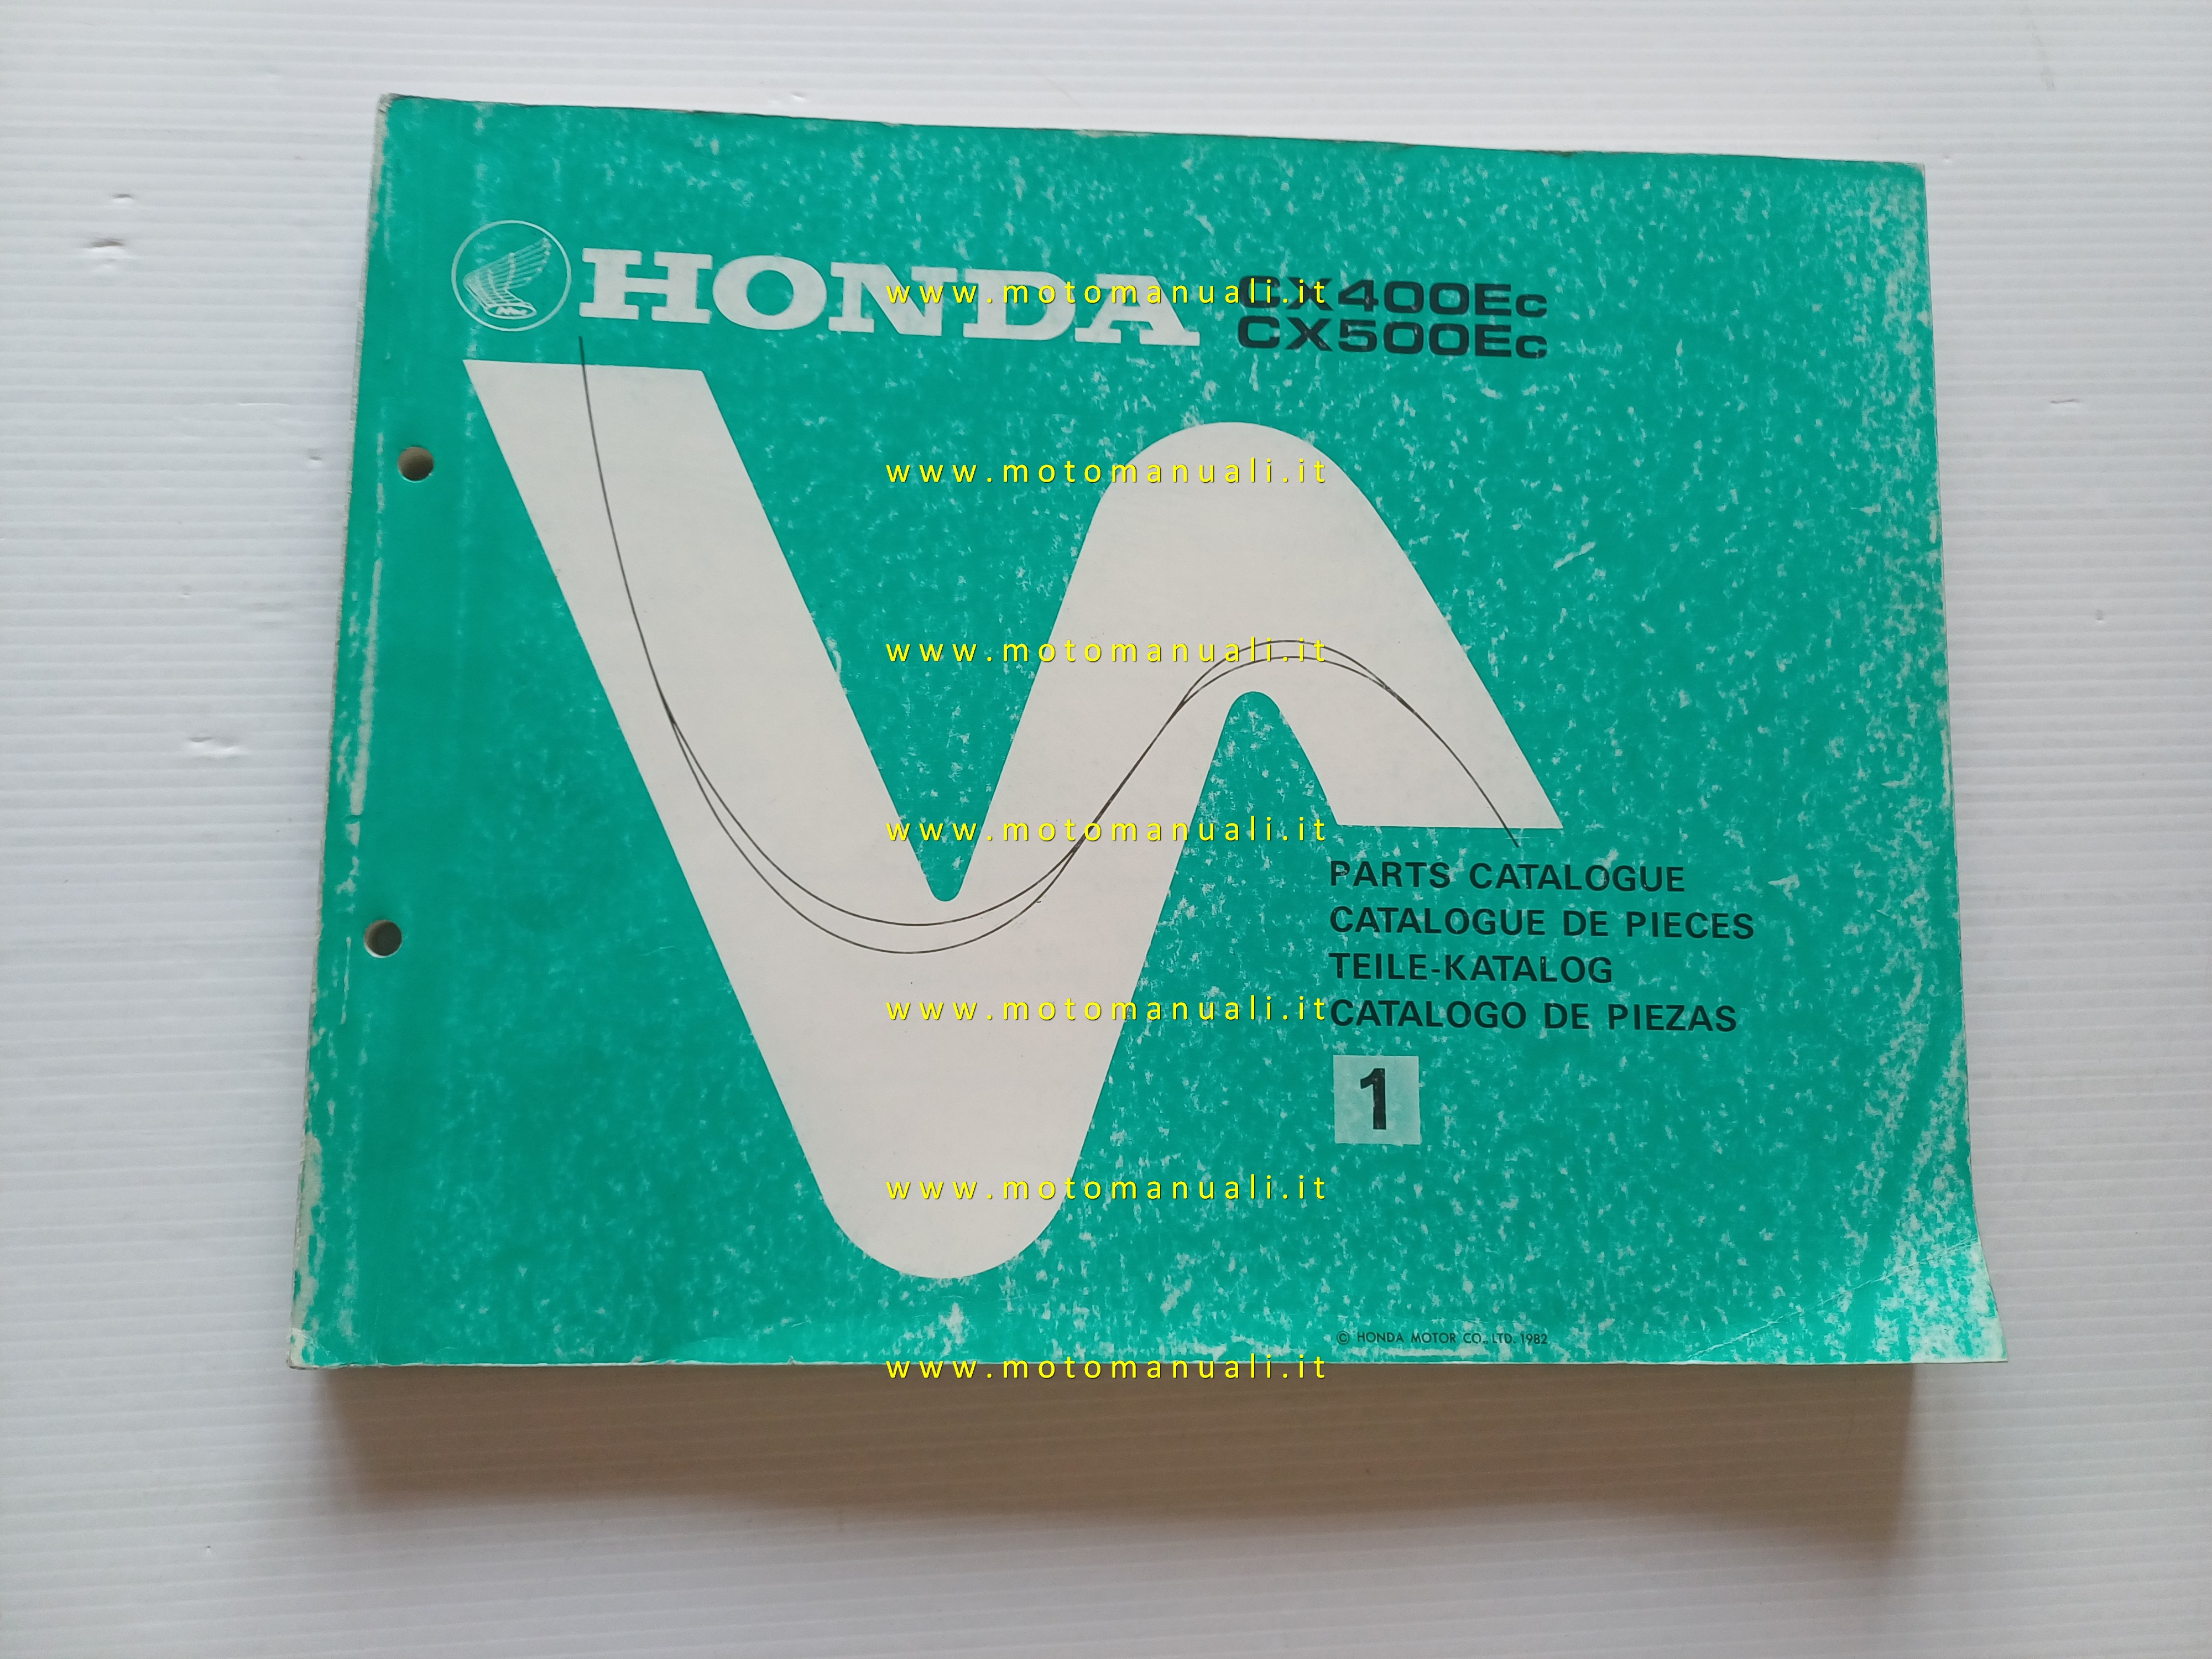 HONDA
CX400Ec
CX500Ec
www.motomanuali.it
www.motomanuali.it
www.motomanuali.it
www.motomanuali.it
PARTS CATALOGUE
CATALOGUE DE PIECES
TEILE-KATALOG
www.motomanuali.it
CATALOGO DE PIEZAS
1
www.motomanuali.it
© HONDA MOTOR CO., LTD. 1982
www.motomanuali.it